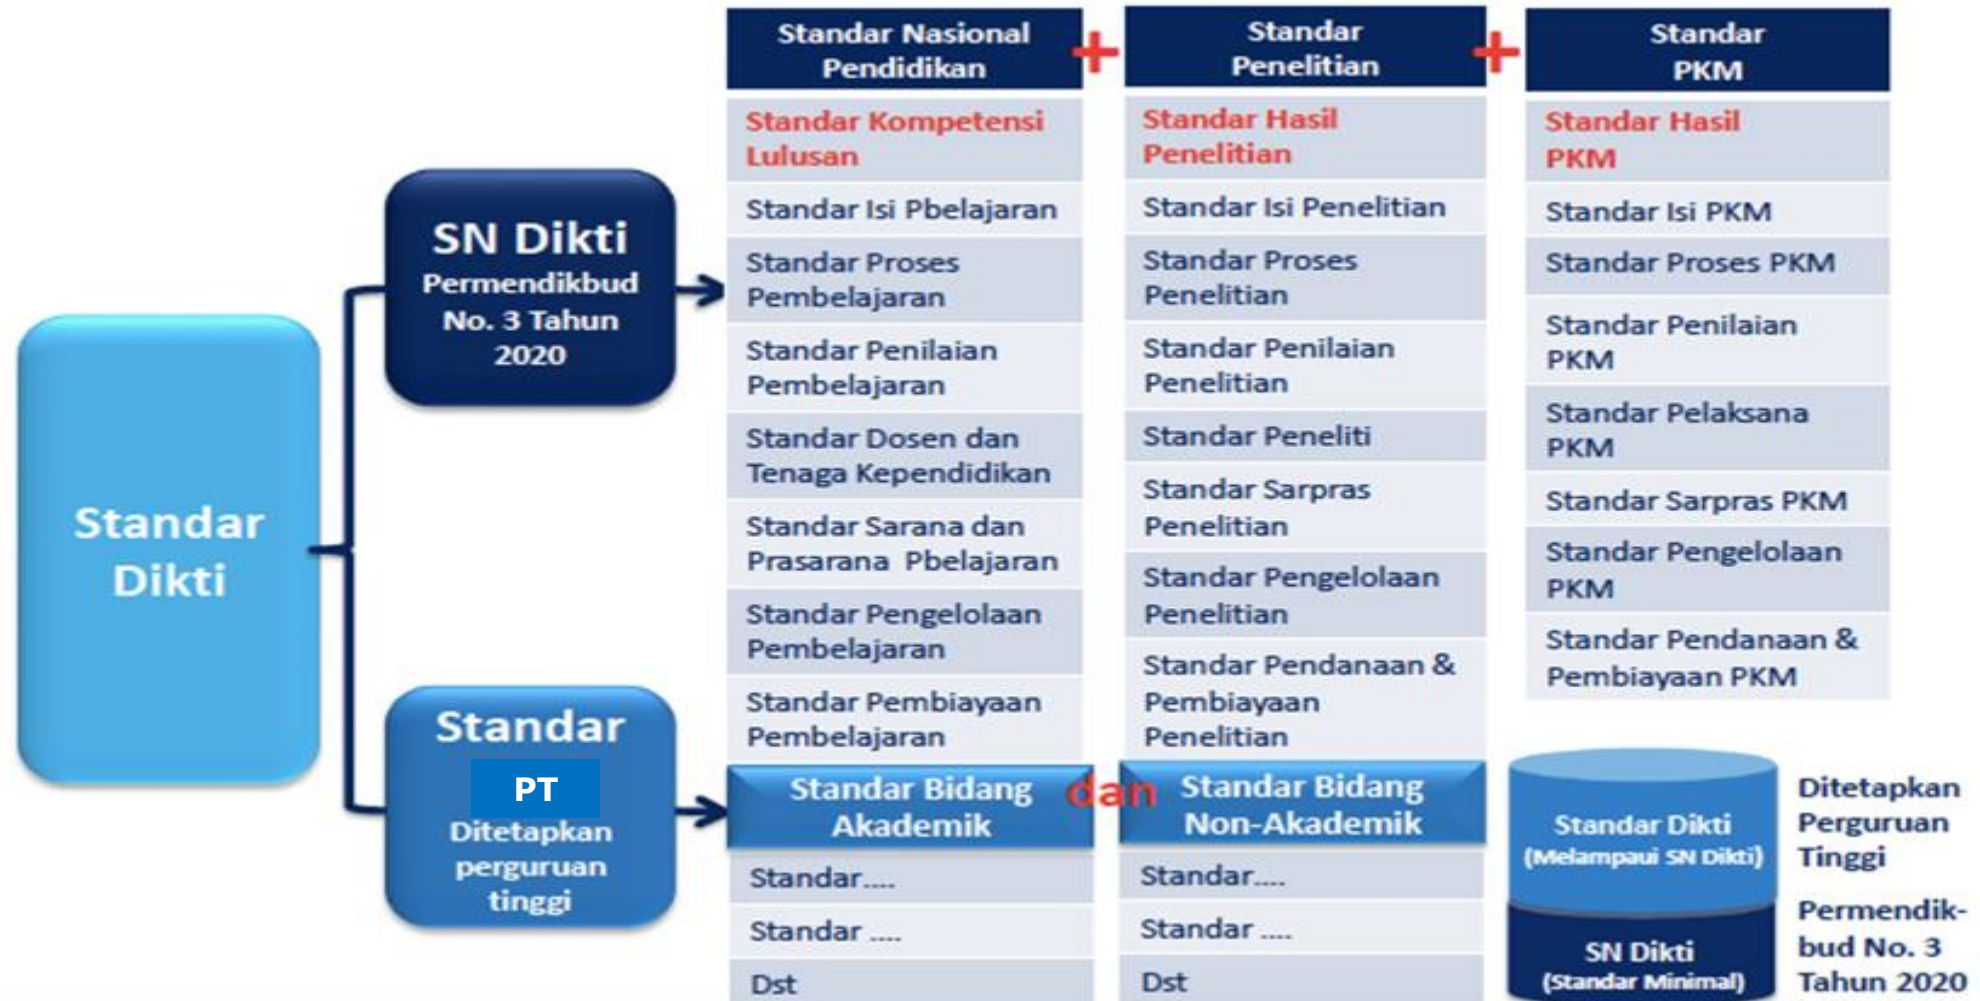 Standar
Dikti
SN Dikti
Permendikbud
No. 3 Tahun
2020
Standar
PT
Ditetapkan
perguruan
tinggi
Standar Nasional
Pendidikan
Standar Kompetensi
Lulusan
Standar Isi Pbelajaran
Standar Proses
Pembelajaran
Standar Penilaian
Pembelajaran
Standar Dosen dan
Tenaga Kependidikan
Standar Sarana dan
Prasarana Pbelajaran
Standar Pengelolaan
Pembelajaran
Standar Pembiayaan
Pembelajaran
+
Standar
Penelitian
Standar Hasil
Penelitian
Standar Isi Penelitian
Standar Proses
Penelitian
Standar Penilaian
Penelitian
Standar Peneliti
Standar Sarpras
Penelitian
Standar Pengelolaan
Penelitian
Standar Pendanaan &
Pembiayaan
Penelitian
+
Standar
PKM
Standar Hasil
PKM
Standar Isi PKM
Standar Proses PKM
Standar Penilaian
PKM
Standar Pelaksana
PKM
Standar Sarpras PKM
Standar Pengelolaan
PKM
Standar Pendanaan &
Pembiayaan PKM
Standar Bidang
Akademik
Standar....
Standar ....
Dst
dan
Standar Bidang
Non-Akademik
Standar....
Standar ....
Dst
Standar Dikti
(Melampaui SN Dikti)
SN Dikti
(Standar Minimal)
Ditetapkan
Perguruan
Tinggi
Permendik-
bud No. 3
Tahun 2020